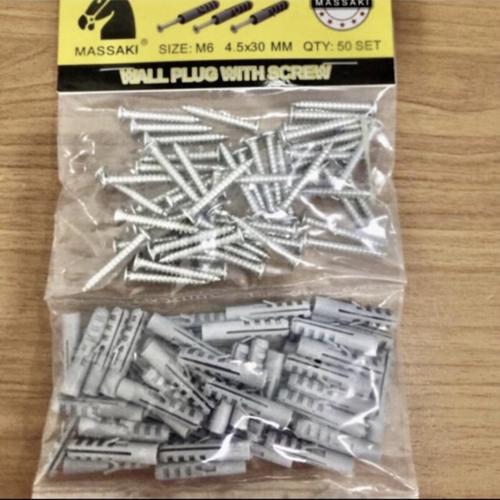 MASSAKI
MASSAKI
SIZE: M6 4.5x30 MM QTY: 50 SET
WALL PLUG WITH SCREW